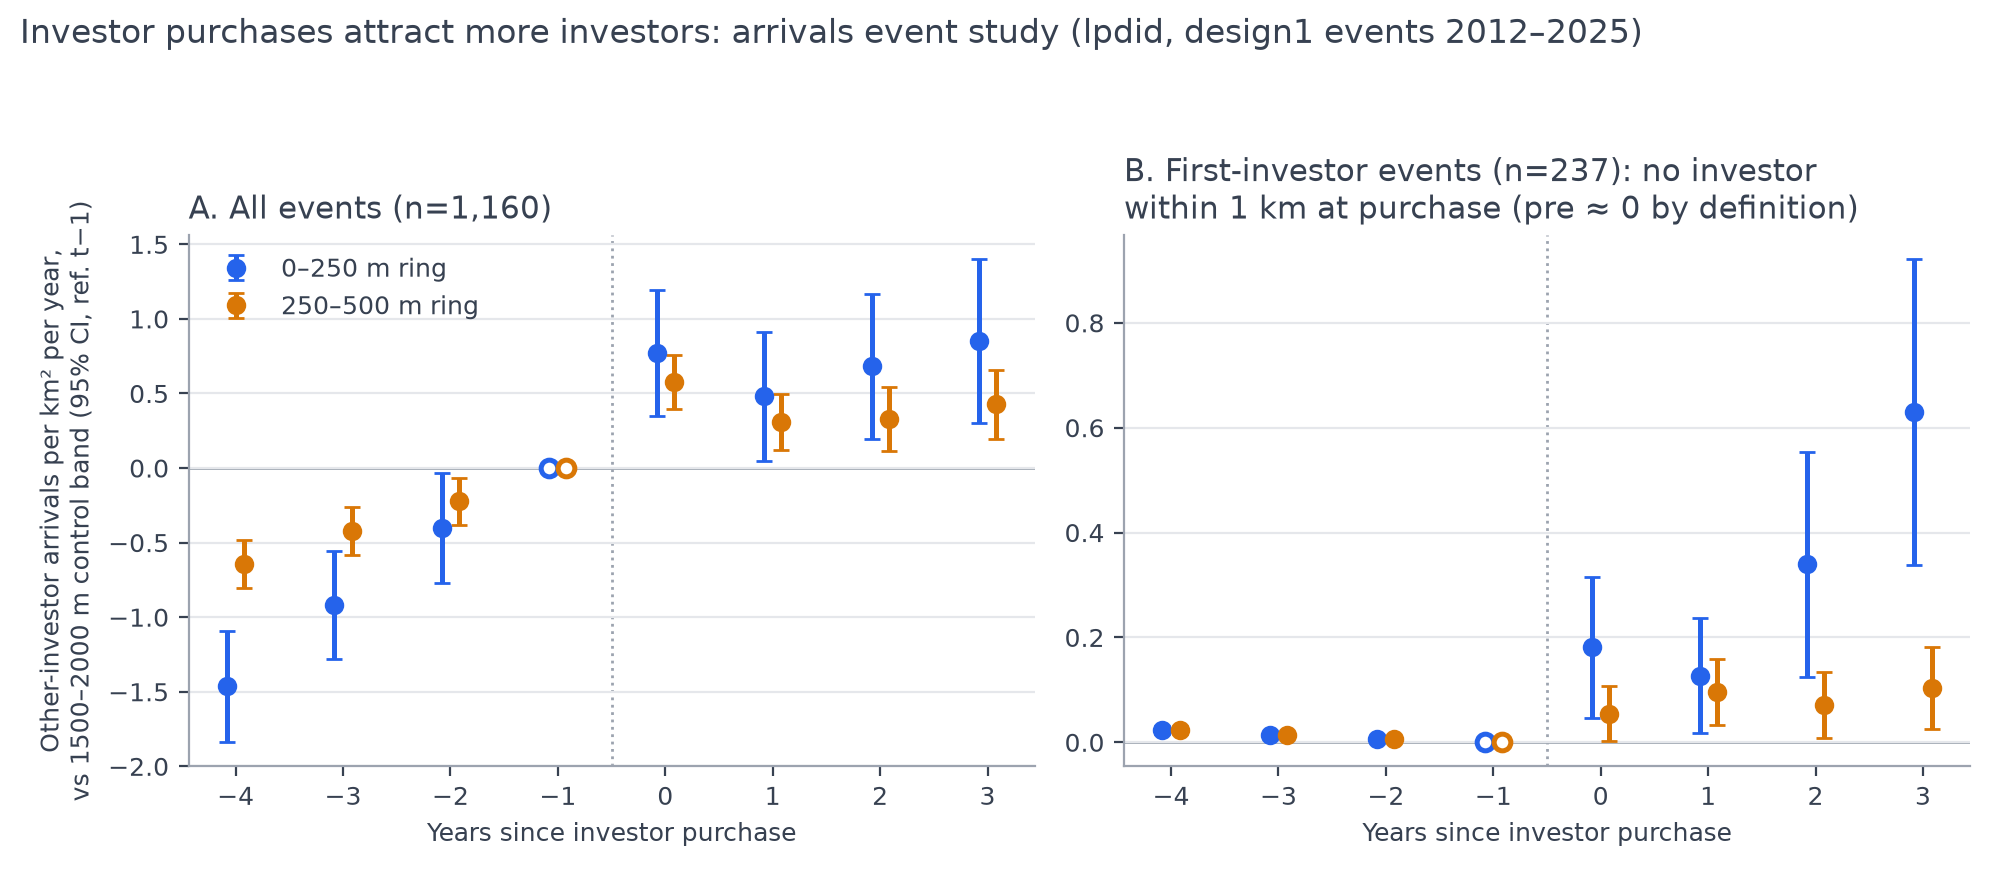 Investor purchases attract more investors: arrivals event study (lpdid, design1 events 2012–2025)
A. All events (n=1,160)
Other-investor arrivals per km² per year,
vs 1500–2000 m control band (95% CI, ref. t−1)
1.5
1.0
0.5
0.0
−0.5
−1.0
−1.5
−2.0
0–250 m ring
250–500 m ring
−4 −3 −2 −1 0 1 2 3
Years since investor purchase
B. First-investor events (n=237): no investor
within 1 km at purchase (pre ≈ 0 by definition)
0.8
0.6
0.4
0.2
0.0
−4 −3 −2 −1 0 1 2 3
Years since investor purchase